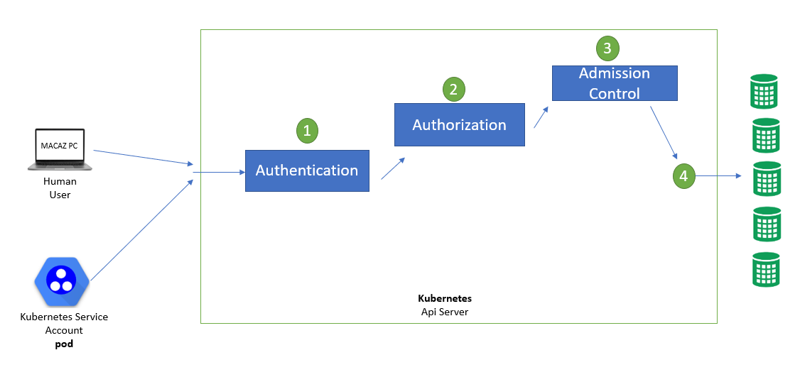 3
Admission
Control
2
Authorization
1
Authentication
MACAZ PC
Human
User
4
Kubernetes Service
Account
pod
Kubernetes
Api Server